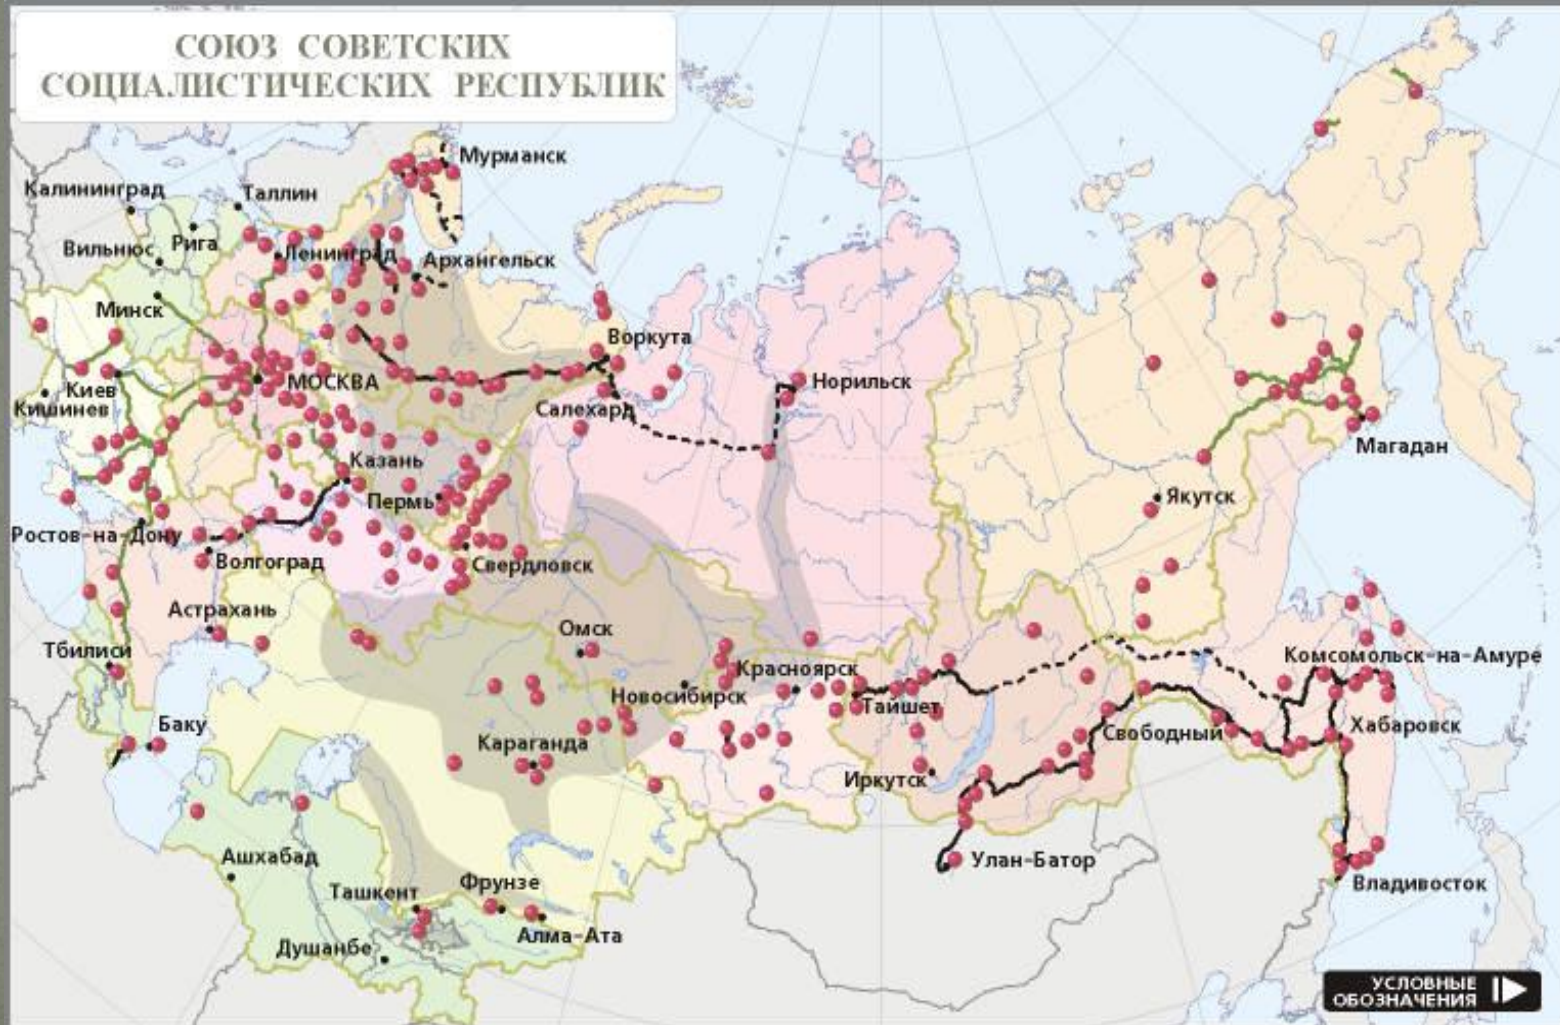 СОЮЗ СОВЕТСКИХ
СОЦИАЛИСТИЧЕСКИХ РЕСПУБЛИК
Мурманск
Калининград
Таллин
Вильнюс
Рига
Ленинград
Архангельск
Минск
Воркута
Киев
МОСКВА
Норильск
Кишинев
Салехард
Магадан
Казань
Пермь
Якутск
Ростов-на-Дону
Волгоград
Свердловск
Астрахань
Омск
Тбилиси
Комсомольск-на-Амуре
Красноярск
Новосибирск
Тайшет
Баку
Караганда
Свободный
Хабаровск
Иркутск
Ашхабад
Улан-Батор
Ташкент
Фрунзе
Владивосток
Алма-Ата
Душанбе
УСЛОВНЫЕ
ОБОЗНАЧЕНИЯ